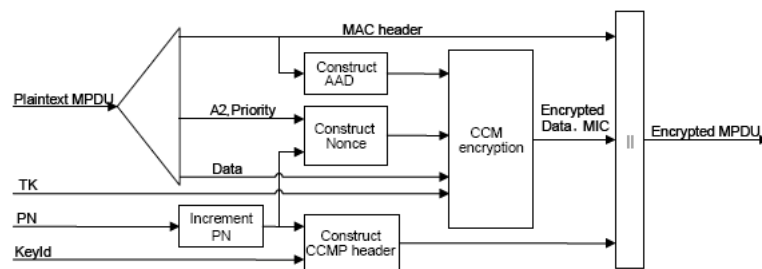 MAC header
Construct
AAD
Plaintext MPDU
A2, Priority
Construct
Nonce
CCM
encryption
Encrypted
Data. MIC
||
Encrypted MPDU
Data
TK
PN
Increment
PN
Construct
CCMP header
KeyId